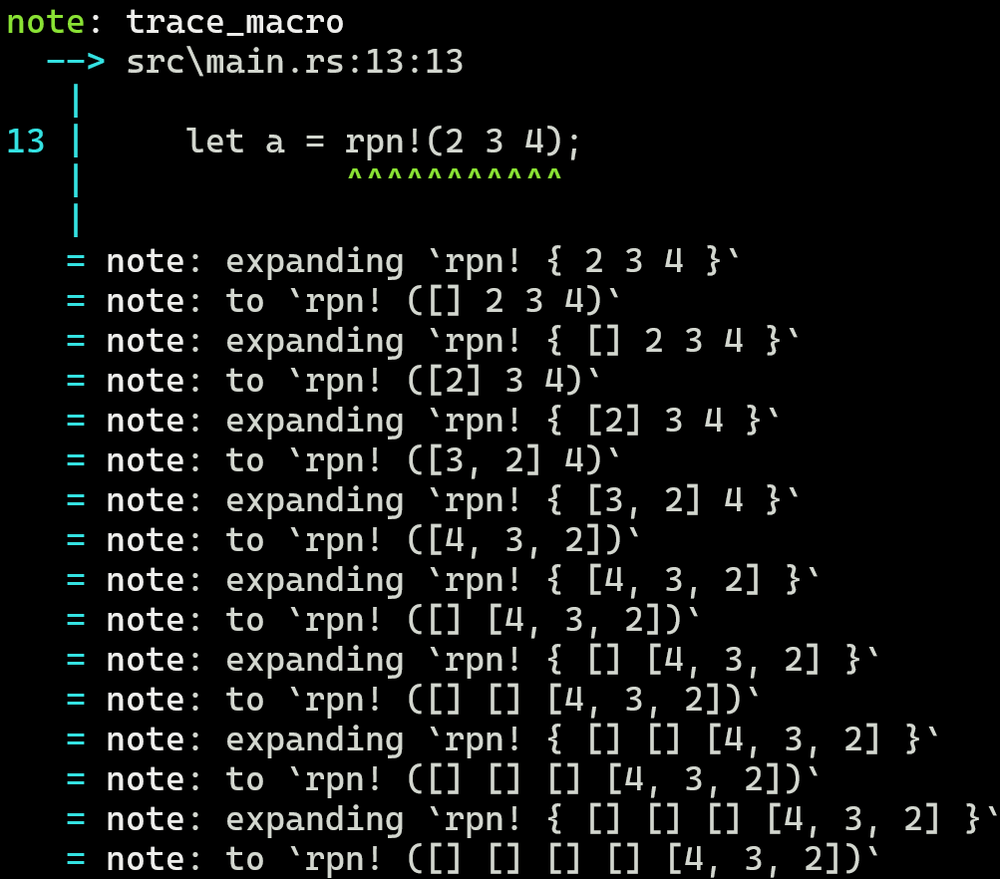 note: trace_macro
  --> src\main.rs:13:13
   |
13 |     let a = rpn!(2 3 4);
   |             ^^^^^^^^^^^
   |
   = note: expanding `rpn! { 2 3 4 }`
   = note: to `rpn! ([] 2 3 4)`
   = note: expanding `rpn! { [] 2 3 4 }`
   = note: to `rpn! ([2] 3 4)`
   = note: expanding `rpn! { [2] 3 4 }`
   = note: to `rpn! ([3, 2] 4)`
   = note: expanding `rpn! { [3, 2] 4 }`
   = note: to `rpn! ([4, 3, 2])`
   = note: expanding `rpn! { [4, 3, 2] }`
   = note: to `rpn! ([] [4, 3, 2])`
   = note: expanding `rpn! { [] [4, 3, 2] }`
   = note: to `rpn! ([] [] [4, 3, 2])`
   = note: expanding `rpn! { [] [] [4, 3, 2] }`
   = note: to `rpn! ([] [] [] [4, 3, 2])`
   = note: expanding `rpn! { [] [] [] [4, 3, 2] }`
   = note: to `rpn! ([] [] [] [] [4, 3, 2])`